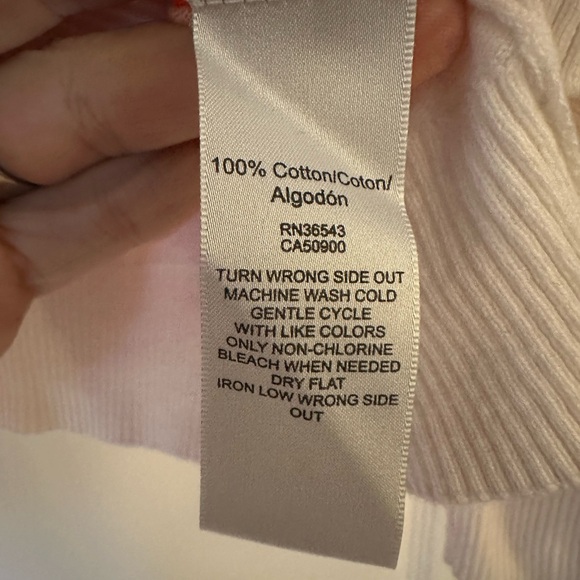 100% Cotton/Coton/
Algodón
RN36543
CA50900
TURN WRONG SIDE OUT
MACHINE WASH COLD
GENTLE CYCLE
WITH LIKE COLORS
ONLY NON-CHLORINE
BLEACH WHEN NEEDED
DRY FLAT
IRON LOW WRONG SIDE
OUT